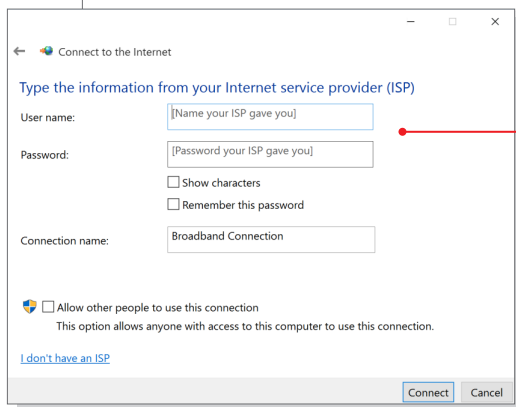 Connect to the Internet
Type the information from your Internet service provider (ISP)
User name:
[Name your ISP gave you]
Password:
[Password your ISP gave you]
Show characters
Remember this password
Connection name:
Broadband Connection
Allow other people to use this connection
This option allows anyone with access to this computer to use this connection.
I don't have an ISP
Connect
Cancel